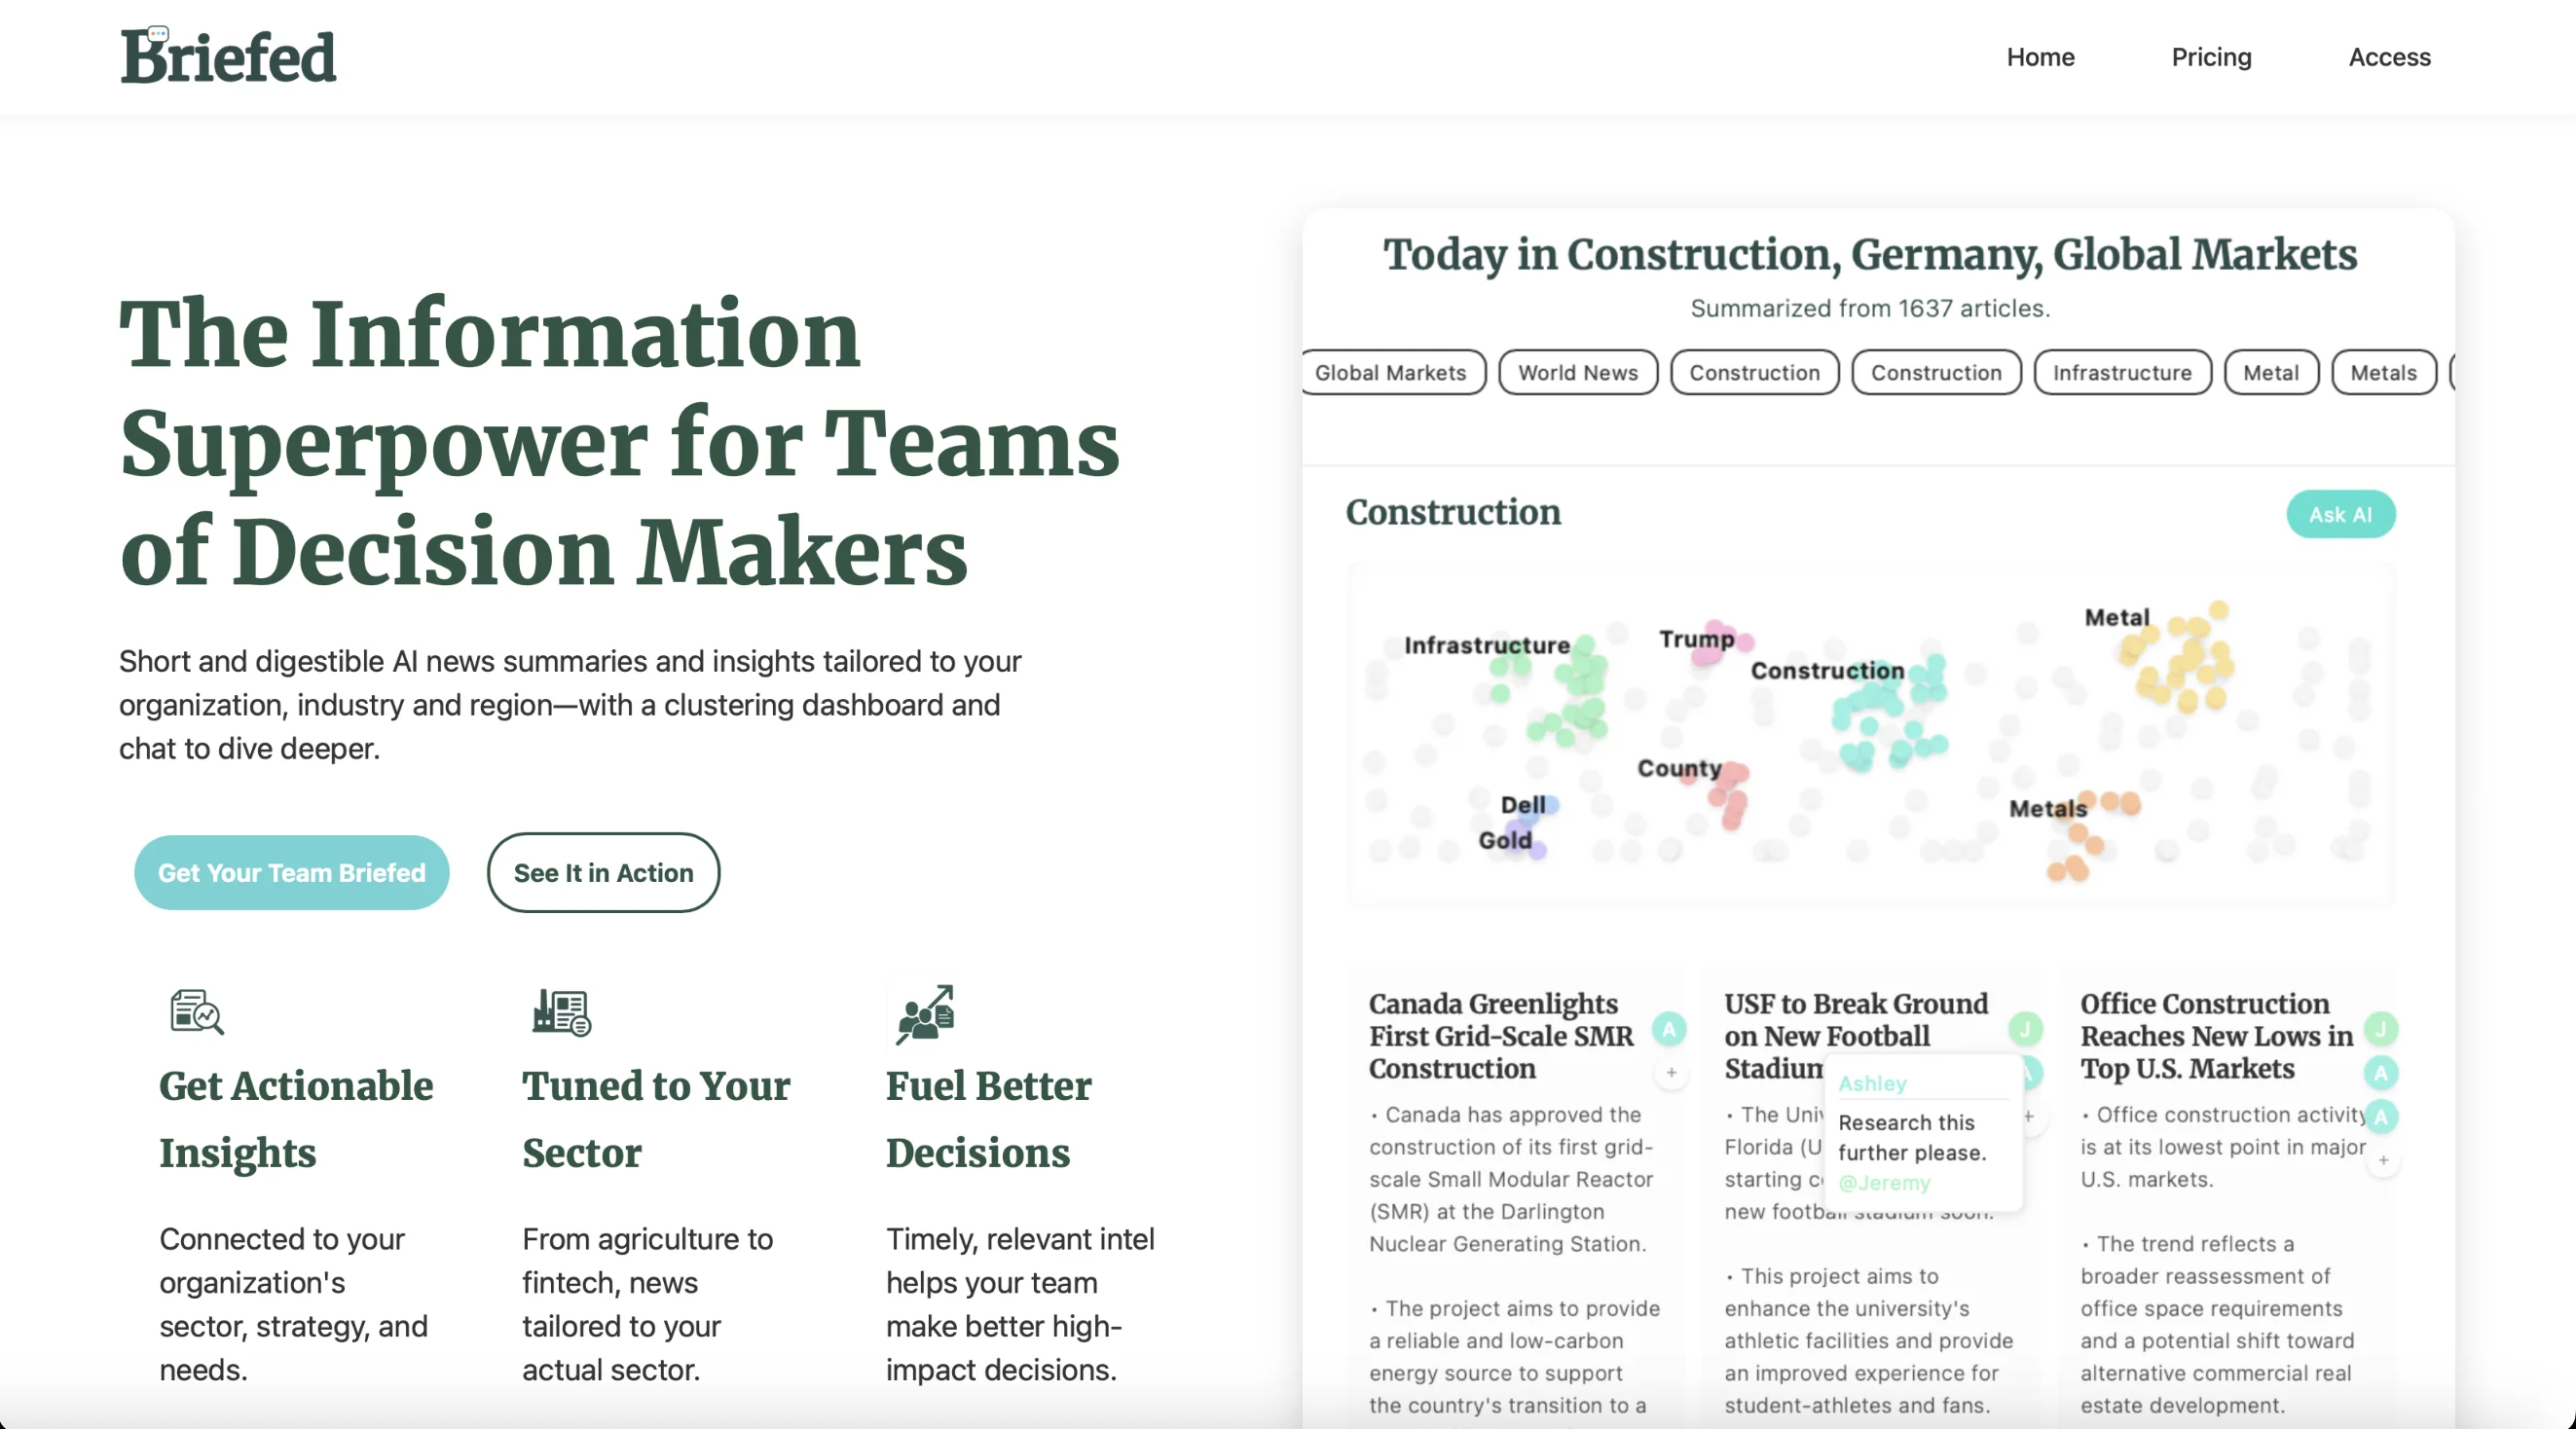 Briefed
Home
Pricing
Access
The Information
Superpower for Teams
of Decision Makers
Short and digestible AI news summaries and insights tailored to your
organization, industry and region—with a clustering dashboard and
chat to dive deeper.
Get Your Team Briefed
See It in Action
Get Actionable
Insights
Connected to your
organization's
sector, strategy, and
needs.
Tuned to Your
Sector
From agriculture to
fintech, news
tailored to your
actual sector.
Fuel Better
Decisions
Timely, relevant intel
helps your team
make better high-
impact decisions.
Today in Construction, Germany, Global Markets
Summarized from 1637 articles.
Global Markets
World News
Construction
Construction
Infrastructure
Metal
Metals
Construction
Ask AI
Infrastructure
Trump
Construction
Metal
County
Dell
Gold
Metals
Canada Greenlights
First Grid-Scale SMR
Construction
A
+
• Canada has approved the
construction of its first grid-
scale Small Modular Reactor
(SMR) at the Darlington
Nuclear Generating Station.
• The project aims to provide
a reliable and low-carbon
energy source to support
the country's transition to a
USF to Break Ground
on New Football
Stadium
J
+
• The
Florida
starting
new football stadium soon.
Ashley
Research this
further please.
@Jeremy
• This project aims to
enhance the university's
athletic facilities and provide
an improved experience for
student-athletes and fans.
Office Construction
Reaches New Lows in
Top U.S. Markets
J
A
A
+
• Office construction activity
is at its lowest point in major
U.S. markets.
• The trend reflects a
broader reassessment of
office space requirements
and a potential shift toward
alternative commercial real
estate development.